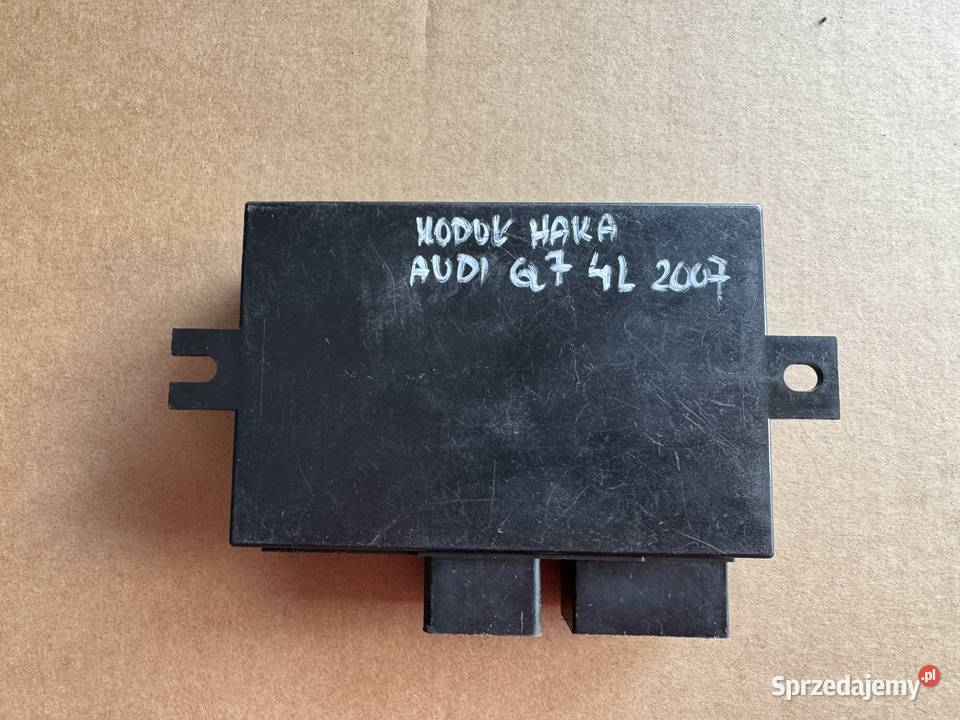 MODUŁ HAKA
AUDI Q7 4L 2007
Sprzedajemy.pl